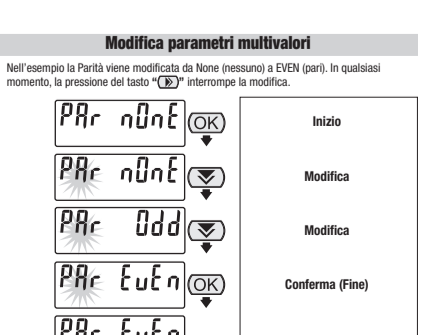 Modifica parametri multivalori
Nell'esempio la Parità viene modificata da None (nessuno) a EVEN (pari). In qualsiasi
momento, la pressione del tasto "()" interrompe la modifica.
PAr nOnE OK Inizio
PAr nOnE Modifica
PAr Odd Modifica
PAr EvEn OK Conferma (Fine)
PAr EvEn